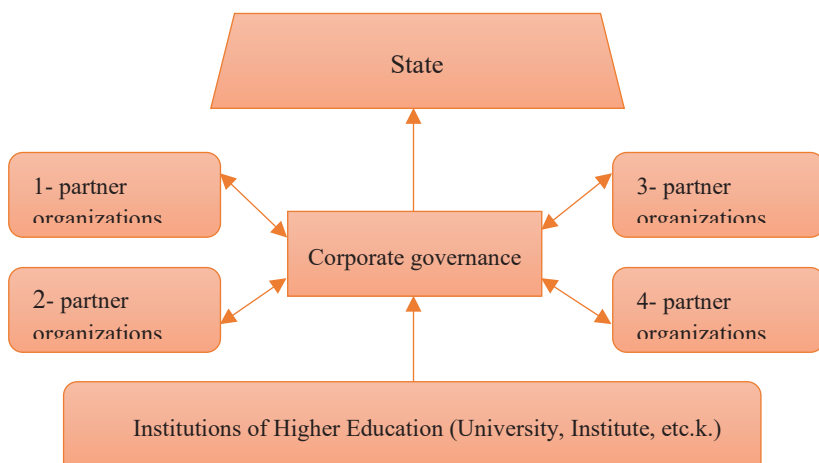 State
1- partner
organizations
3- partner
organizations
Corporate governance
2- partner
organizations
4- partner
organizations
Institutions of Higher Education (University, Institute, etc.k.)